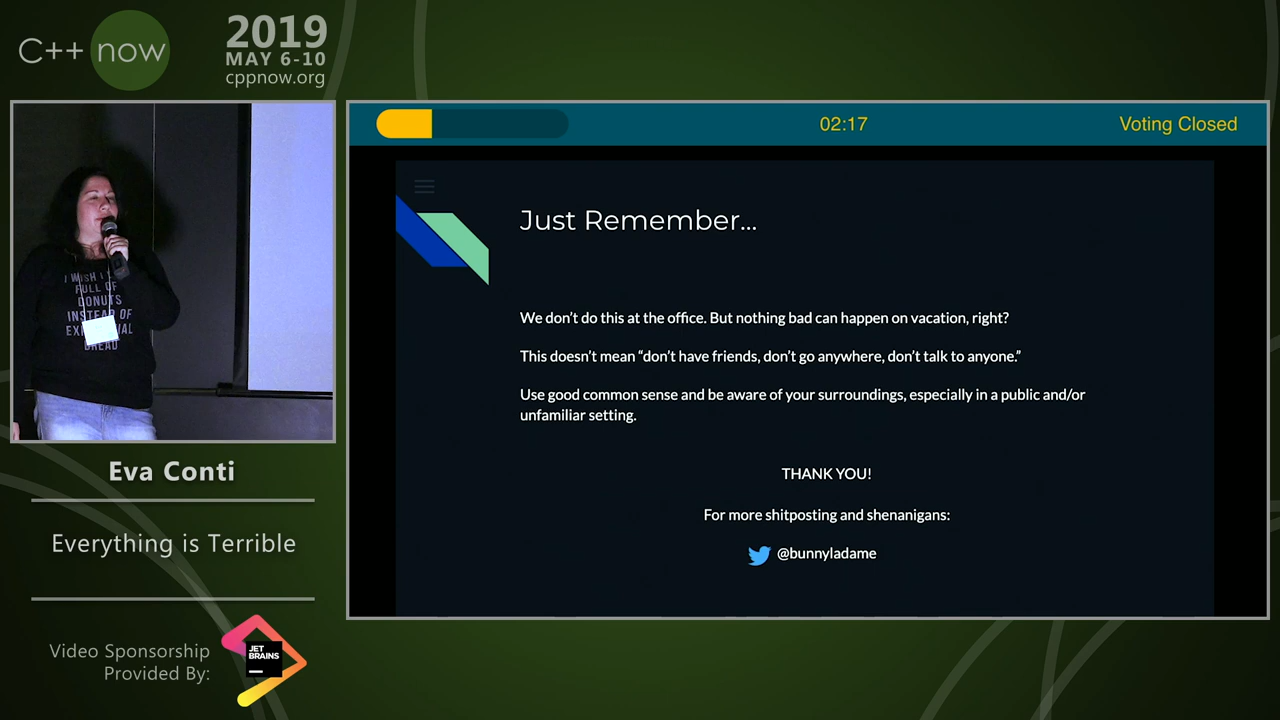 C++ now
2019
MAY 6-10
cppnow.org
02:17
Voting Closed
Just Remember...
We don't do this at the office. But nothing bad can happen on vacation, right?
This doesn't mean “don't have friends, don't go anywhere, don't talk to anyone.”
Use good common sense and be aware of your surroundings, especially in a public and/or
unfamiliar setting.
THANK YOU!
For more shitposting and shenanigans:
@bunnyladame
I WISH I
FULL OF
DONUTS
INSTEAD OF
DREAD
Eva Conti
Everything is Terrible
Video Sponsorship
Provided By:
JET
BRAINS